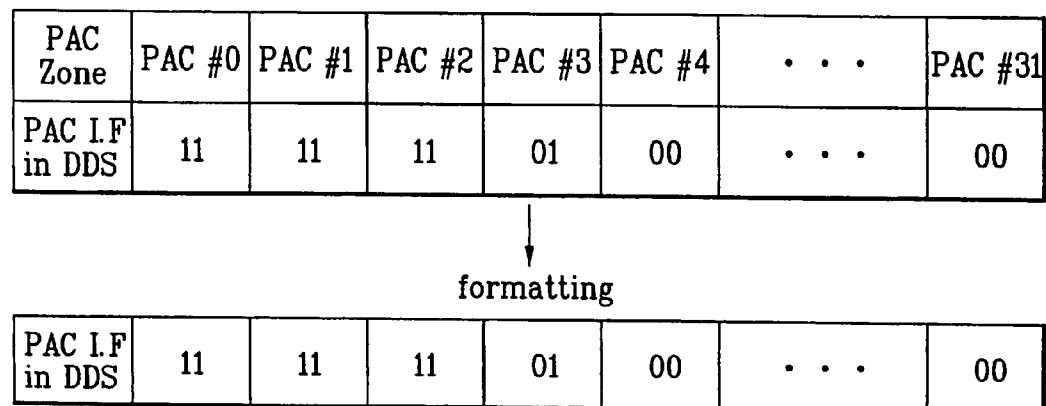 PAC Zone PAC #0 PAC #1 PAC #2 PAC #3 PAC #4 · · · PAC #31
PAC I.F in DDS 11 11 11 01 00 · · · 00
formatting
PAC I.F in DDS 11 11 11 01 00 · · · 00